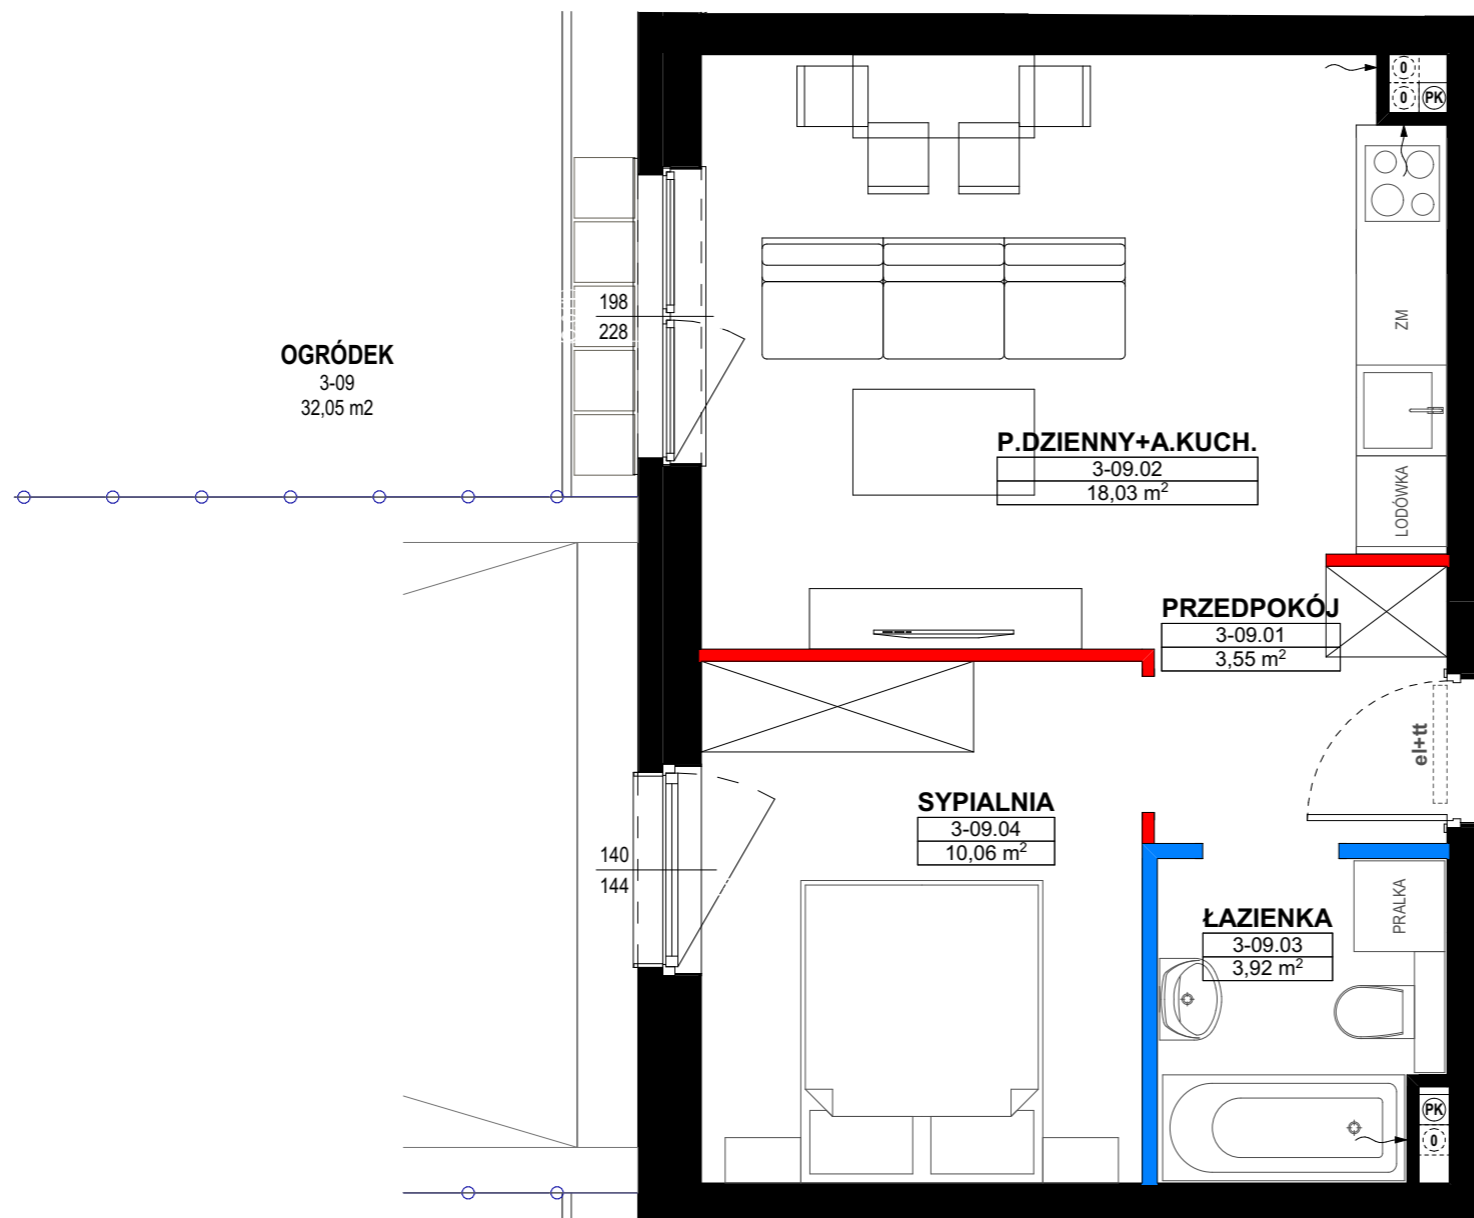 0
0
PK
198
228
ZM
OGRÓDEK
3-09
32,05 m2
P.DZIENNY+A.KUCH.
3-09.02
18,03 m²
LODÓWKA
PRZEDPOKÓJ
3-09.01
3,55 m²
el+tt
SYPIALNIA
3-09.04
10,06 m²
140
144
PRALKA
ŁAZIENKA
3-09.03
3,92 m²
PK
0